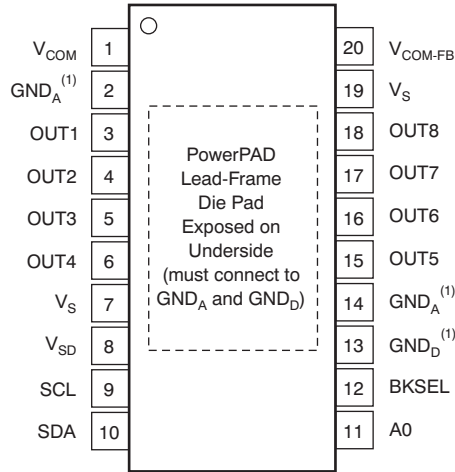 V_COM 1
GND_A^(1) 2
OUT1 3
OUT2 4
OUT3 5
OUT4 6
V_S 7
V_SD 8
SCL 9
SDA 10
PowerPAD
Lead-Frame
Die Pad
Exposed on
Underside
(must connect to
GND_A and GND_D)
20 V_COM-FB
19 V_S
18 OUT8
17 OUT7
16 OUT6
15 OUT5
14 GND_A^(1)
13 GND_D^(1)
12 BKSEL
11 A0